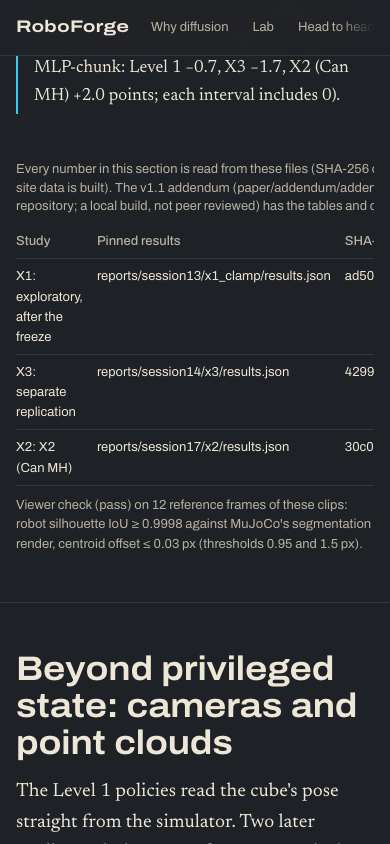 RoboForge Why diffusion Lab Head to head
MLP-chunk: Level 1 −0.7, X3 −1.7, X2 (Can
MH) +2.0 points; each interval includes 0).
Every number in this section is read from these files (SHA-256
site data is built). The v1.1 addendum (paper/addendum/
repository; a local build, not peer reviewed) has the tables and
Study Pinned results SHA-
X1: reports/session13/x1_clamp/results.json ad50
exploratory,
after the
freeze
X3: reports/session14/x3/results.json 4299
separate
replication
X2: X2 reports/session17/x2/results.json 30c0
(Can MH)
Viewer check (pass) on 12 reference frames of these clips:
robot silhouette IoU ≥ 0.9998 against MuJoCo's segmentation
render, centroid offset ≤ 0.03 px (thresholds 0.95 and 1.5 px).
Beyond privileged
state: cameras and
point clouds
The Level 1 policies read the cube's pose
straight from the simulator. Two later